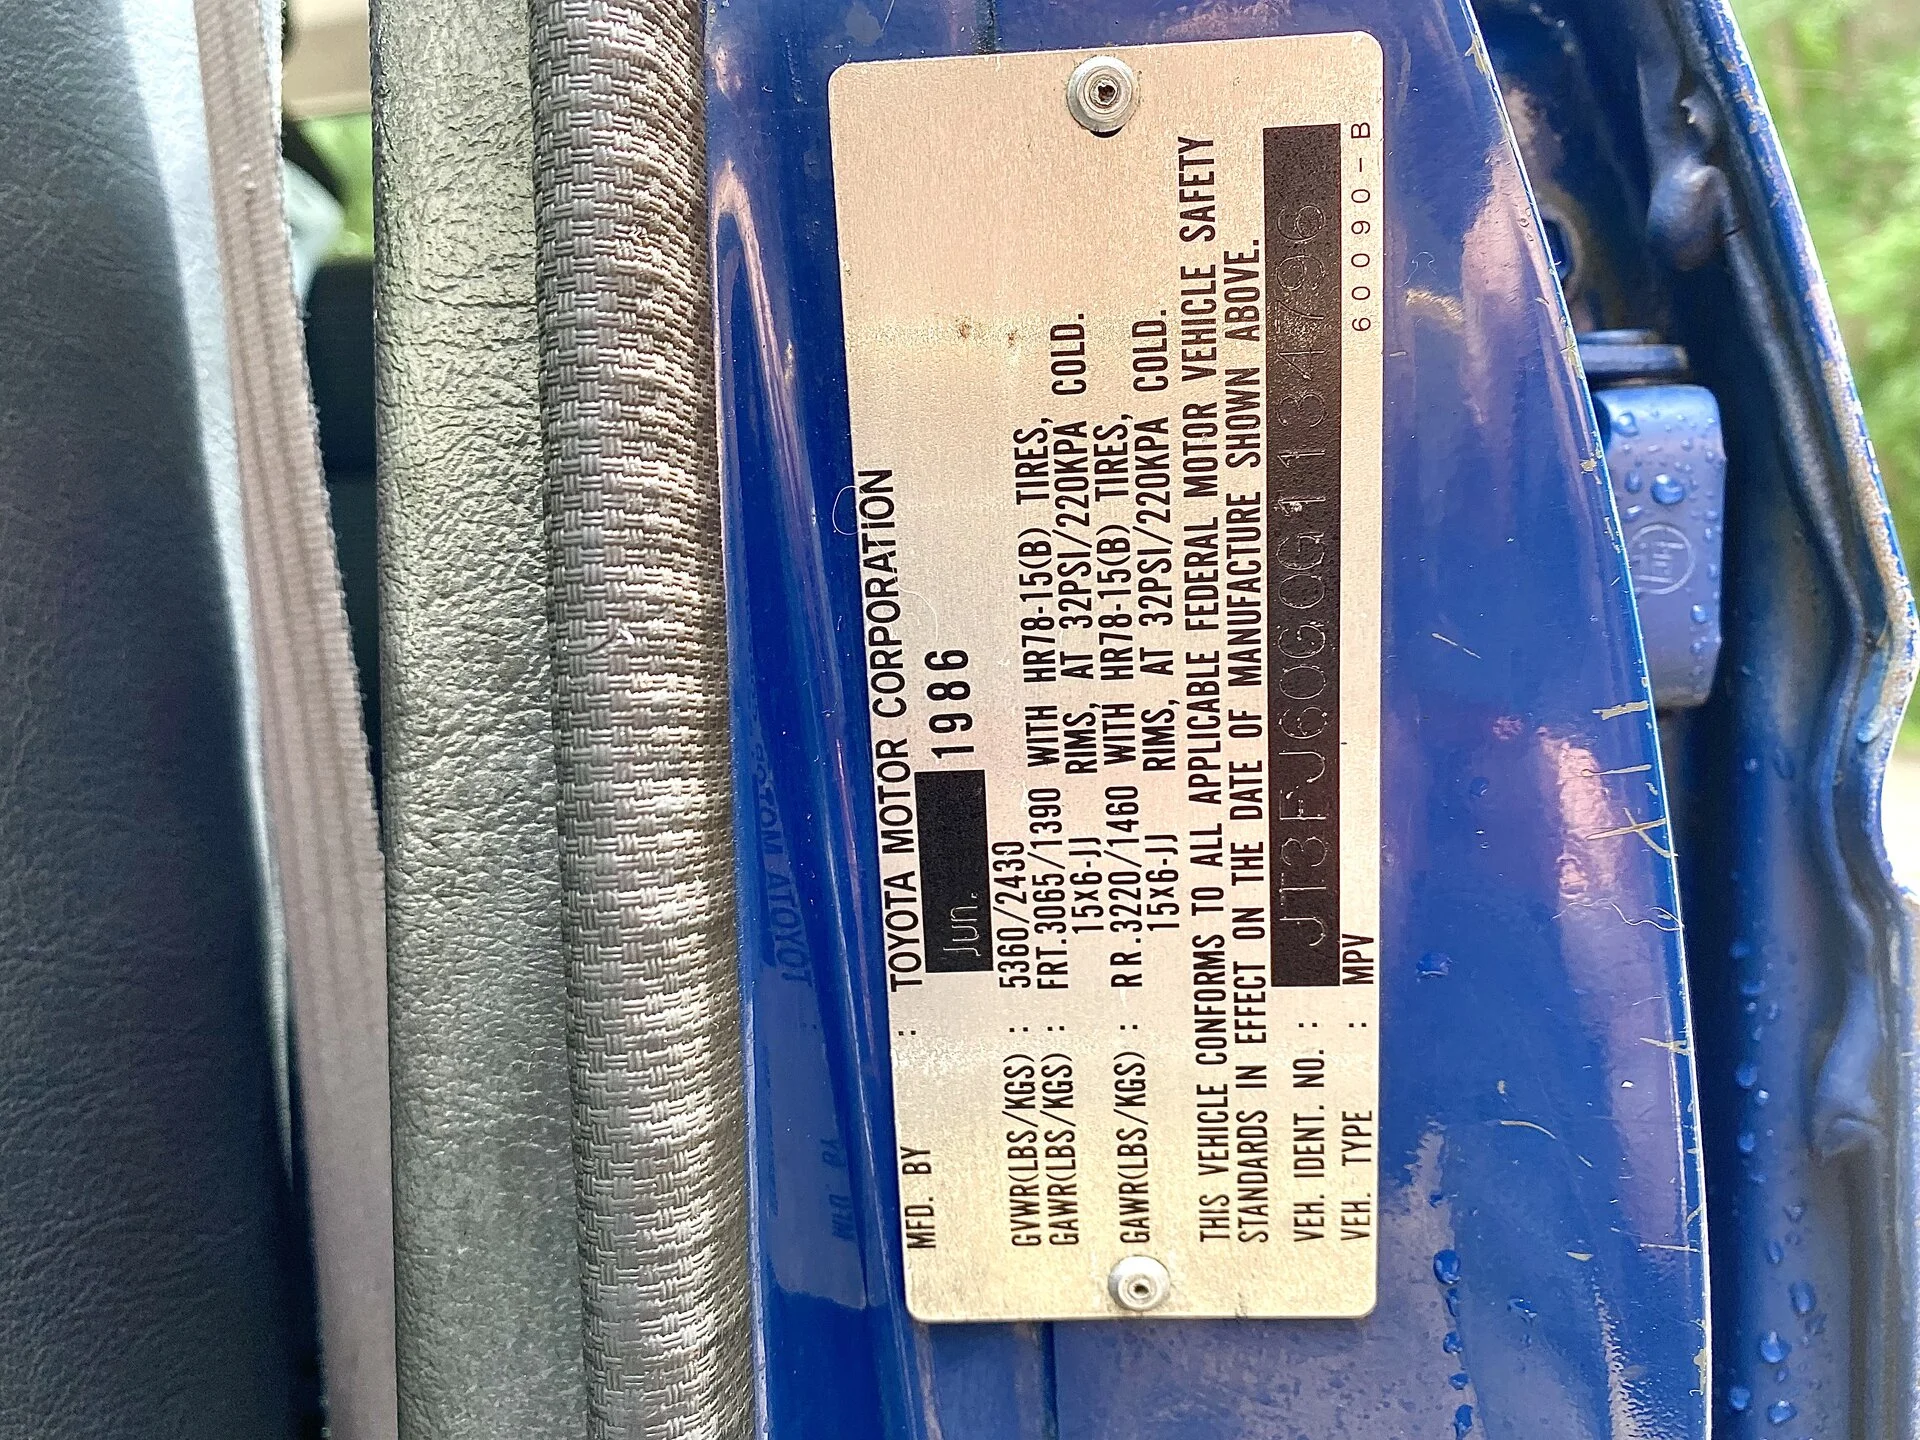 MFD. BY : TOYOTA MOTOR CORPORATION
Jun. 1986
GVWR(LBS/KGS) : 5360/2430
GAWR(LBS/KGS) : FRT.3065/1390 WITH HR78-15(B) TIRES,
15x6-JJ RIMS, AT 32PSI/220KPA COLD.
GAWR(LBS/KGS) : RR.3220/1460 WITH HR78-15(B) TIRES,
15x6-JJ RIMS, AT 32PSI/220KPA COLD.
THIS VEHICLE CONFORMS TO ALL APPLICABLE FEDERAL MOTOR VEHICLE SAFETY
STANDARDS IN EFFECT ON THE DATE OF MANUFACTURE SHOWN ABOVE.
VEH. IDENT. NO. : JT3FJ60G0G1134796
VEH. TYPE : MPV 60090-B